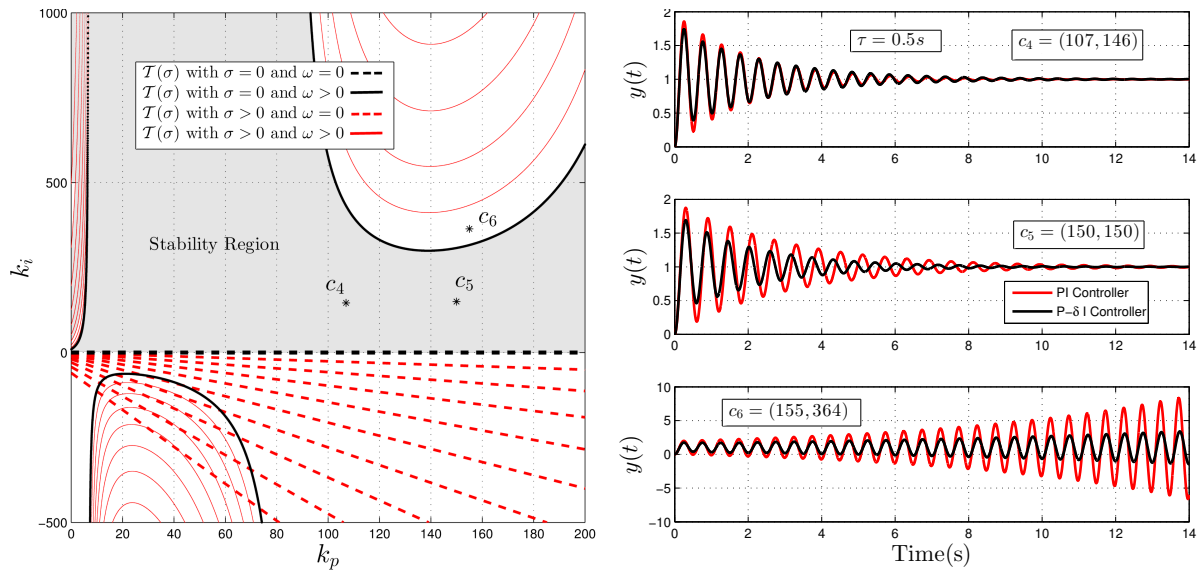 1000
500
0
−500
0
20
40
60
80
100
120
140
160
180
200
k_i
k_p
𝒯(σ) with σ = 0 and ω = 0
𝒯(σ) with σ = 0 and ω > 0
𝒯(σ) with σ > 0 and ω = 0
𝒯(σ) with σ > 0 and ω > 0
Stability Region
c_4
c_5
c_6
2
1.5
1
0.5
0
0
2
4
6
8
10
12
14
y(t)
τ = 0.5s
c_4 = (107, 146)
2
1.5
1
0.5
0
0
2
4
6
8
10
12
14
y(t)
c_5 = (150, 150)
PI Controller
P−δ I Controller
10
5
0
−5
−10
0
2
4
6
8
10
12
14
y(t)
c_6 = (155, 364)
Time(s)